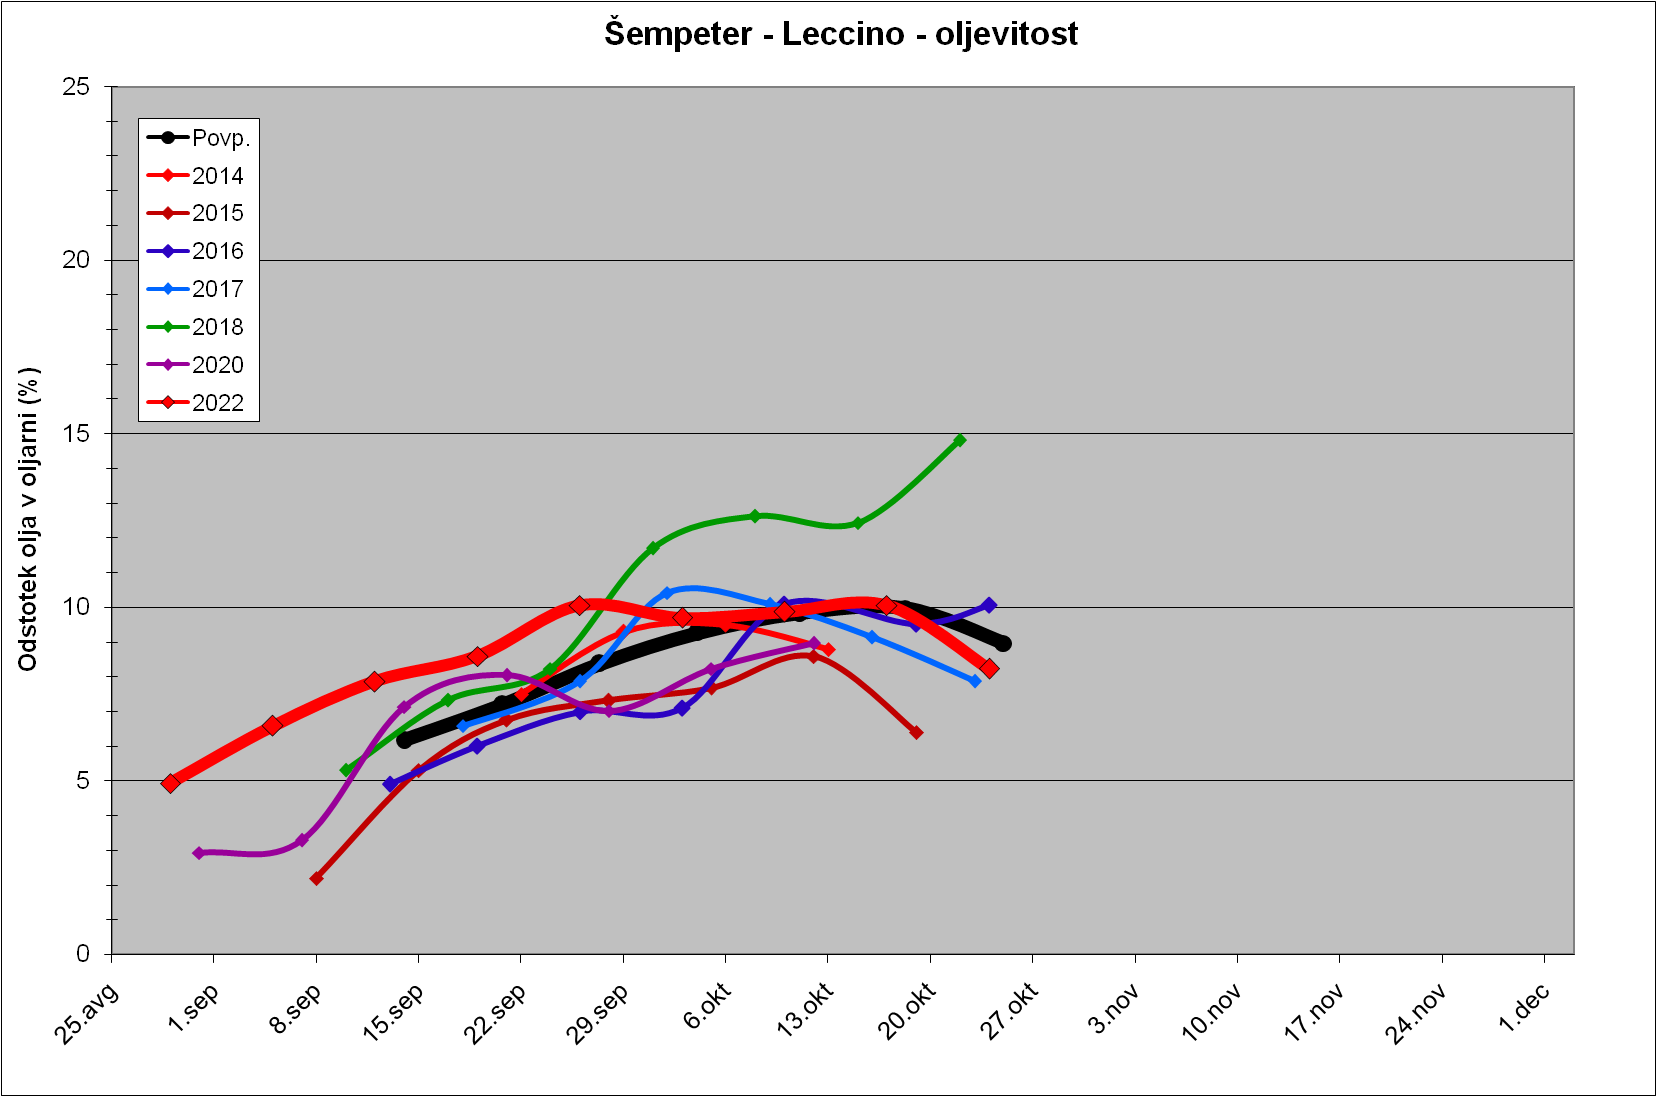 Šempeter - Leccino - oljevitost
Odstotek olja v oljarni (%)
25
20
15
10
5
0
Povp.
2014
2015
2016
2017
2018
2020
2022
25.avg
1.sep
8.sep
15.sep
22.sep
29.sep
6.okt
13.okt
20.okt
27.okt
3.nov
10.nov
17.nov
24.nov
1.dec